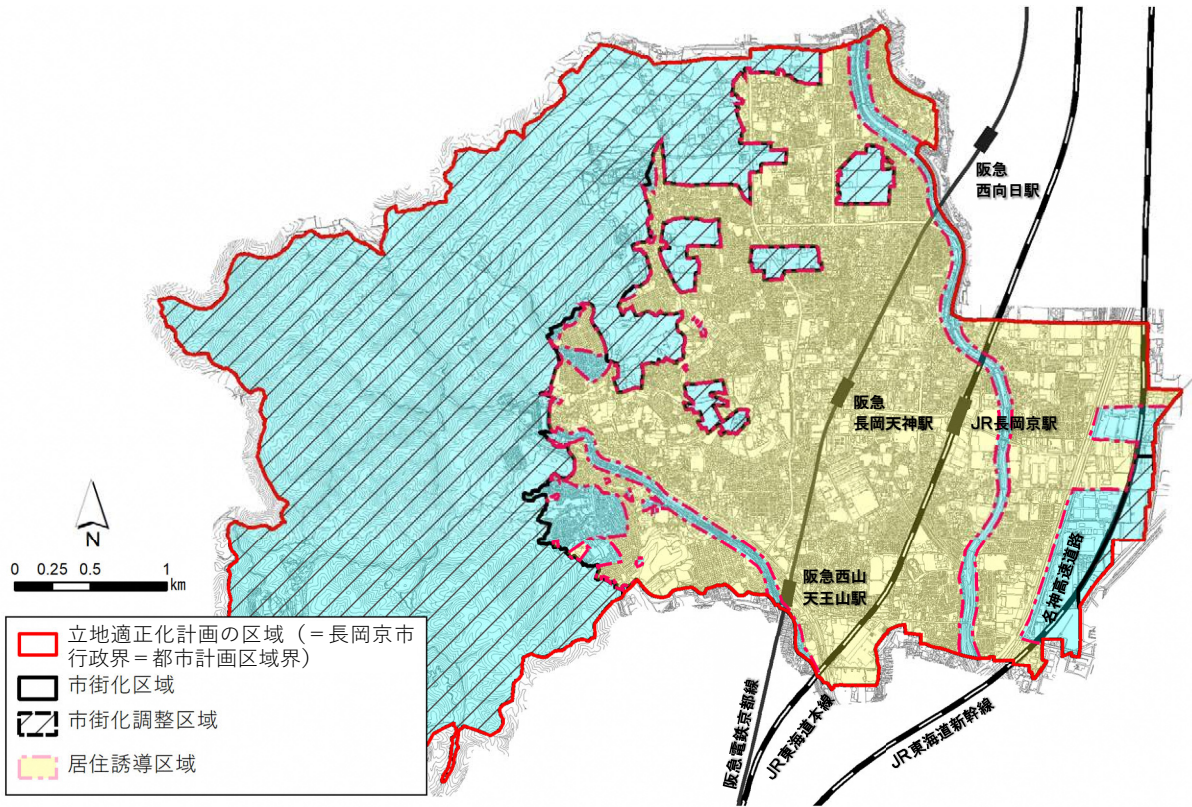 阪急
西向日駅
阪急
長岡天神駅
JR長岡京駅
阪急西山
天王山駅
名神高速道路
阪急電鉄京都線
JR東海道本線
JR東海道新幹線
N
0 0.25 0.5 1
km
立地適正化計画の区域（＝長岡京市
行政界＝都市計画区域界）
市街化区域
市街化調整区域
居住誘導区域